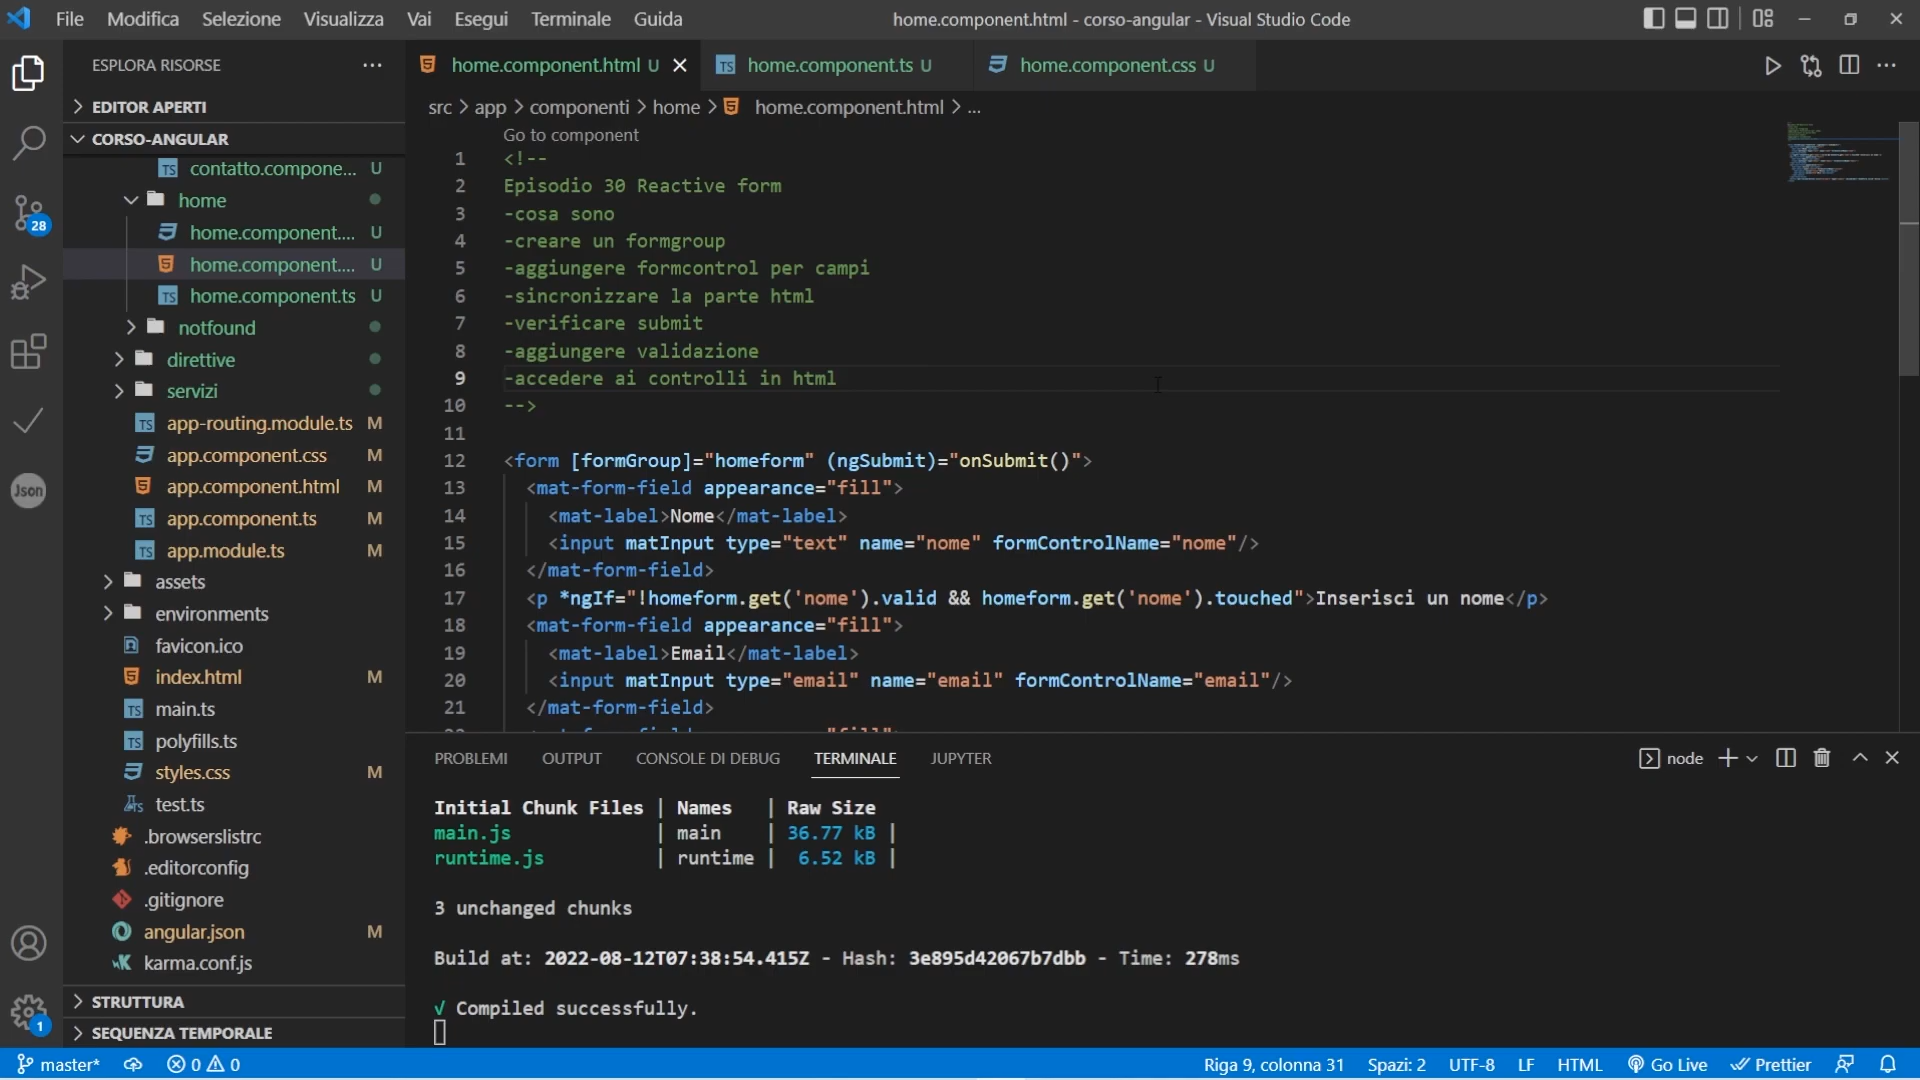 File Modifica Selezione Visualizza Vai Esegui Terminale Guida
home.component.html - corso-angular - Visual Studio Code
ESPLORA RISORSE ...
EDITOR APERTI
CORSO-ANGULAR
TS contatto.compone... U
home
home.component.... U
home.component.... U
TS home.component.ts U
notfound
direttive
servizi
TS app-routing.module.ts M
app.component.css M
app.component.html M
TS app.component.ts M
TS app.module.ts M
assets
environments
favicon.ico
index.html M
TS main.ts
TS polyfills.ts
styles.css M
test.ts
.browserslistrc
.editorconfig
.gitignore
angular.json M
karma.conf.js
STRUTTURA
SEQUENZA TEMPORALE
28
Json
1
home.component.html U
TS home.component.ts U
home.component.css U
src > app > componenti > home > home.component.html > ...
Go to component
1 <!--
2 Episodio 30 Reactive form
3 -cosa sono
4 -creare un formgroup
5 -aggiungere formcontrol per campi
6 -sincronizzare la parte html
7 -verificare submit
8 -aggiungere validazione
9 -accedere ai controlli in html
10 -->
11
12 <form [formGroup]="homeform" (ngSubmit)="onSubmit()">
13 <mat-form-field appearance="fill">
14 <mat-label>Nome</mat-label>
15 <input matInput type="text" name="nome" formControlName="nome"/>
16 </mat-form-field>
17 <p *ngIf="!homeform.get('nome').valid && homeform.get('nome').touched">Inserisci un nome</p>
18 <mat-form-field appearance="fill">
19 <mat-label>Email</mat-label>
20 <input matInput type="email" name="email" formControlName="email"/>
21 </mat-form-field>
PROBLEMI OUTPUT CONSOLE DI DEBUG TERMINALE JUPYTER
node
Initial Chunk Files | Names | Raw Size
main.js | main | 36.77 kB |
runtime.js | runtime | 6.52 kB |
3 unchanged chunks
Build at: 2022-08-12T07:38:54.415Z - Hash: 3e895d42067b7dbb - Time: 278ms
√ Compiled successfully.
master* 0 0
Riga 9, colonna 31 Spazi: 2 UTF-8 LF HTML Go Live Prettier